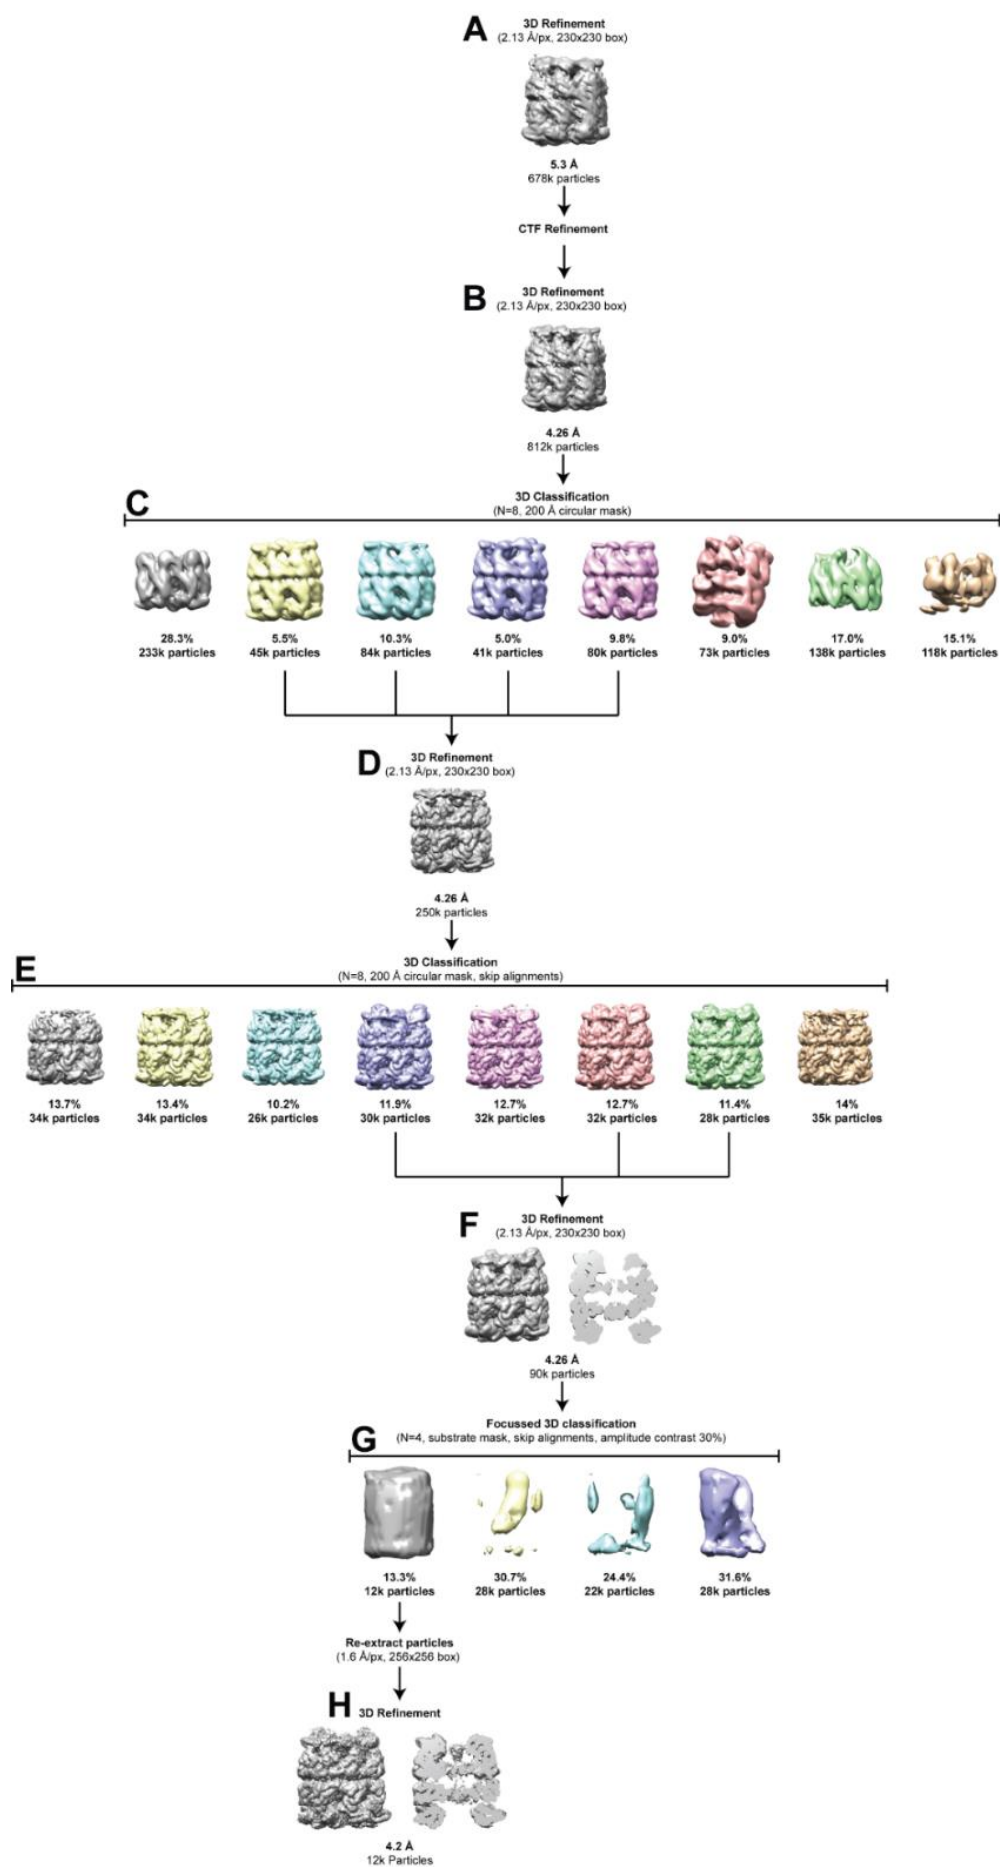 A
3D Refinement
(2.13 Å/px, 230x230 box)
5.3 Å
678k particles
CTF Refinement
B
3D Refinement
(2.13 Å/px, 230x230 box)
4.26 Å
812k particles
C
3D Classification
(N=8, 200 Å circular mask)
28.3% 5.5% 10.3% 5.0% 9.8% 9.0% 17.0% 15.1%
233k particles 45k particles 84k particles 41k particles 80k particles 73k particles 138k particles 118k particles
D
3D Refinement
(2.13 Å/px, 230x230 box)
4.26 Å
250k particles
E
3D Classification
(N=8, 200 Å circular mask, skip alignments)
13.7% 13.4% 10.2% 11.9% 12.7% 12.7% 11.4% 14%
34k particles 34k particles 26k particles 30k particles 32k particles 32k particles 28k particles 35k particles
F
3D Refinement
(2.13 Å/px, 230x230 box)
4.26 Å
90k particles
Focussed 3D classification
G
(N=4, substrate mask, skip alignments, amplitude contrast 30%)
13.3% 30.7% 24.4% 31.6%
12k particles 28k particles 22k particles 28k particles
Re-extract particles
(1.6 Å/px, 256x256 box)
H
3D Refinement
4.2 Å
12k Particles